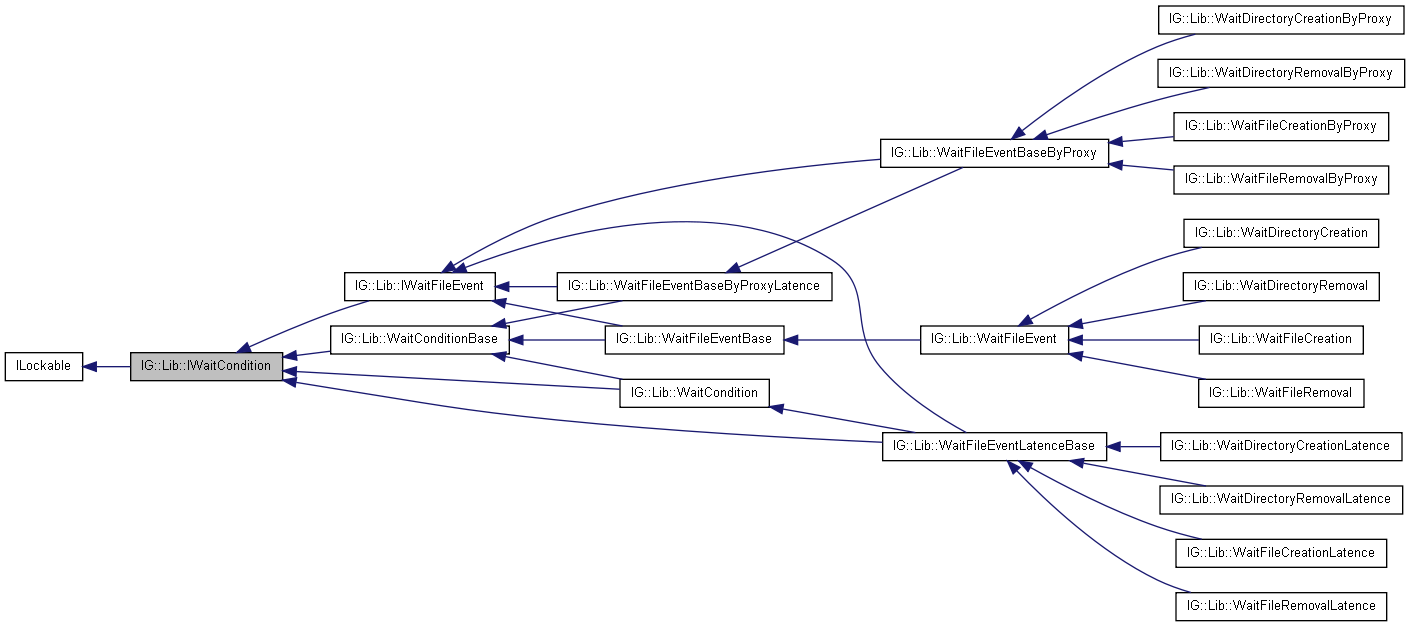 IG::Lib::WaitDirectoryCreationByProxy
IG::Lib::WaitDirectoryRemovalByProxy
IG::Lib::WaitFileCreationByProxy
IG::Lib::WaitFileEventBaseByProxy
IG::Lib::WaitFileRemovalByProxy
IG::Lib::WaitDirectoryCreation
IG::Lib::IWaitFileEvent
IG::Lib::WaitFileEventBaseByProxyLatence
IG::Lib::WaitDirectoryRemoval
IG::Lib::WaitConditionBase
IG::Lib::WaitFileEventBase
IG::Lib::WaitFileEvent
IG::Lib::WaitFileCreation
ILockable
IG::Lib::IWaitCondition
IG::Lib::WaitCondition
IG::Lib::WaitFileRemoval
IG::Lib::WaitFileEventLatenceBase
IG::Lib::WaitDirectoryCreationLatence
IG::Lib::WaitDirectoryRemovalLatence
IG::Lib::WaitFileCreationLatence
IG::Lib::WaitFileRemovalLatence